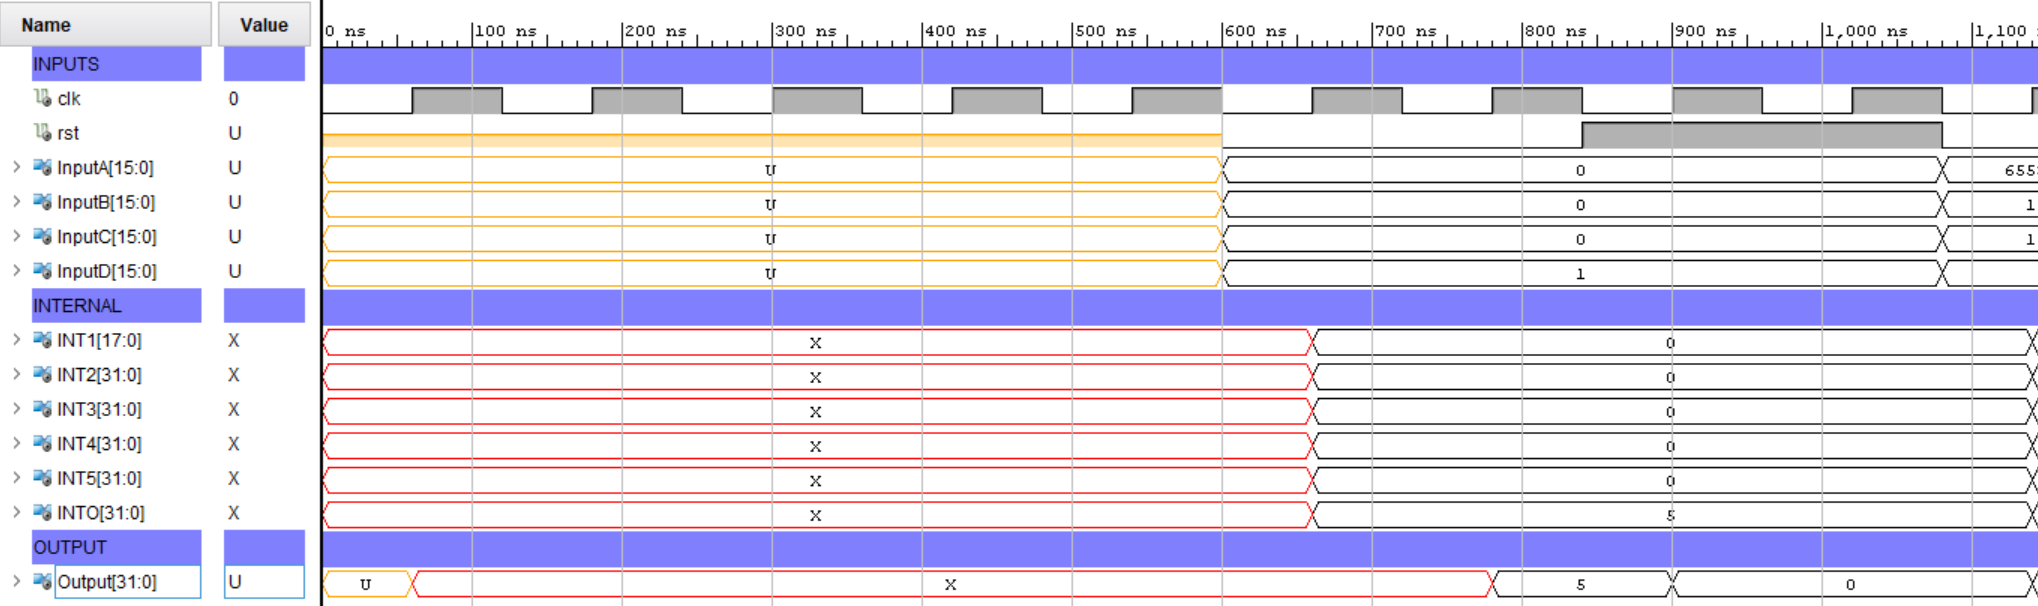 Name Value 0 ns 100 ns 200 ns 300 ns 400 ns 500 ns 600 ns 700 ns 800 ns 900 ns 1,000 ns 1,100
INPUTS
clk 0
rst U
InputA[15:0] U U 0 655
InputB[15:0] U U 0 1
InputC[15:0] U U 0 1
InputD[15:0] U U 1
INTERNAL
INT1[17:0] X X 0
INT2[31:0] X X 0
INT3[31:0] X X 0
INT4[31:0] X X 0
INT5[31:0] X X 0
INTO[31:0] X X 5
OUTPUT
Output[31:0] U U X 5 0